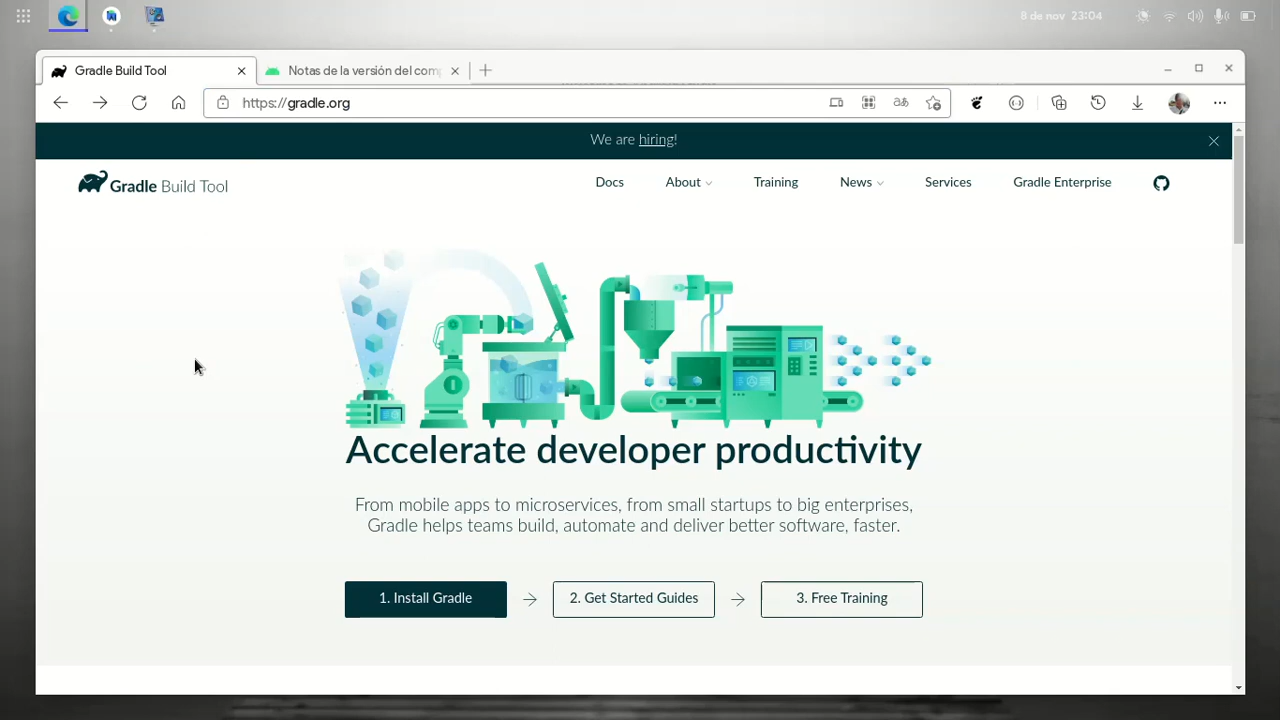 8 de nov 23:04
Gradle Build Tool
Notas de la versión del com
https://gradle.org
We are hiring!
Gradle Build Tool
Docs
About
Training
News
Services
Gradle Enterprise
Accelerate developer productivity
From mobile apps to microservices, from small startups to big enterprises,
Gradle helps teams build, automate and deliver better software, faster.
1. Install Gradle
2. Get Started Guides
3. Free Training